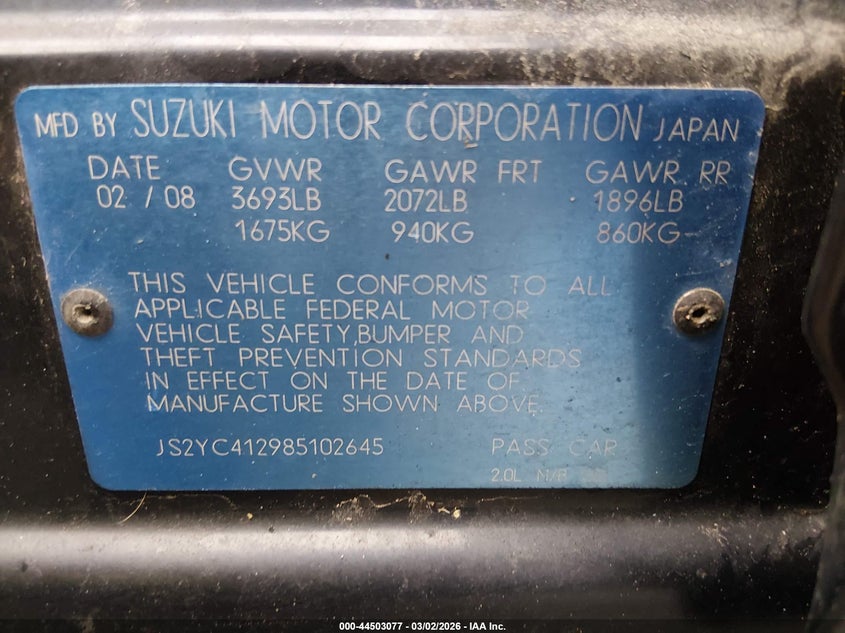 MFD BY SUZUKI MOTOR CORPORATION JAPAN
DATE GVWR GAWR FRT GAWR RR
02 / 08 3693LB 2072LB 1896LB
1675KG 940KG 860KG
THIS VEHICLE CONFORMS TO ALL
APPLICABLE FEDERAL MOTOR
VEHICLE SAFETY,BUMPER AND
THEFT PREVENTION STANDARDS
IN EFFECT ON THE DATE OF
MANUFACTURE SHOWN ABOVE.
JS2YC412985102645 PASS CAR
2.0L
000-44503077 - 03/02/2026 - IAA Inc.